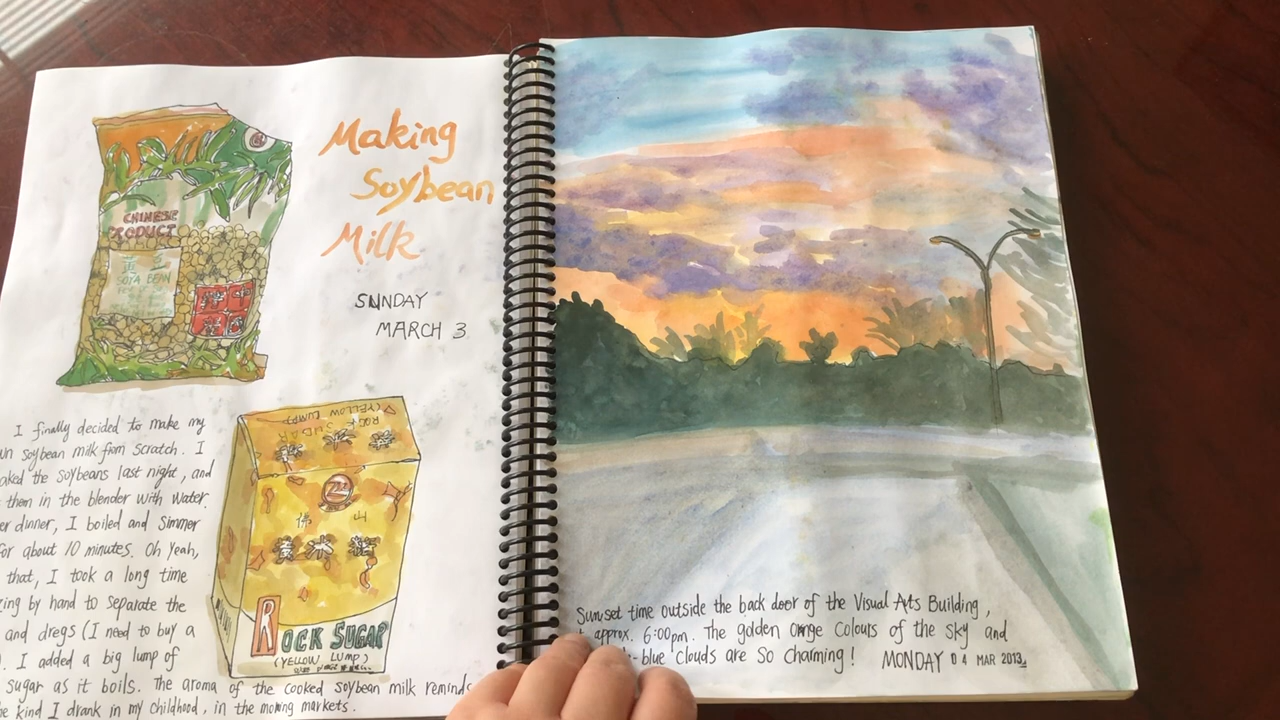 Making
Soybean
Milk
SUNDAY
MARCH 3
CHINESE
PRODUCT
SOYA BEAN
(YELLOW LUMP)
ROCK SUGAR
佛 山
ROCK SUGAR
(YELLOW LUMP)
I finally decided to make my
soybean milk from scratch. I
the soybeans last night, and
them in the blender with water.
dinner, I boiled and simmer
for about 10 minutes. Oh yeah,
that, I took a long time
by hand to separate the
and dregs (I need to buy a
. I added a big lump of
sugar as it boils. The aroma of the cooked soybean milk reminds
kind I drank in my childhood, in the morning markets.
Sunset time outside the back door of the Visual Arts Building,
approx. 6:00pm. The golden orange colours of the sky and
-blue clouds are so charming! MONDAY 04 MAR 2013